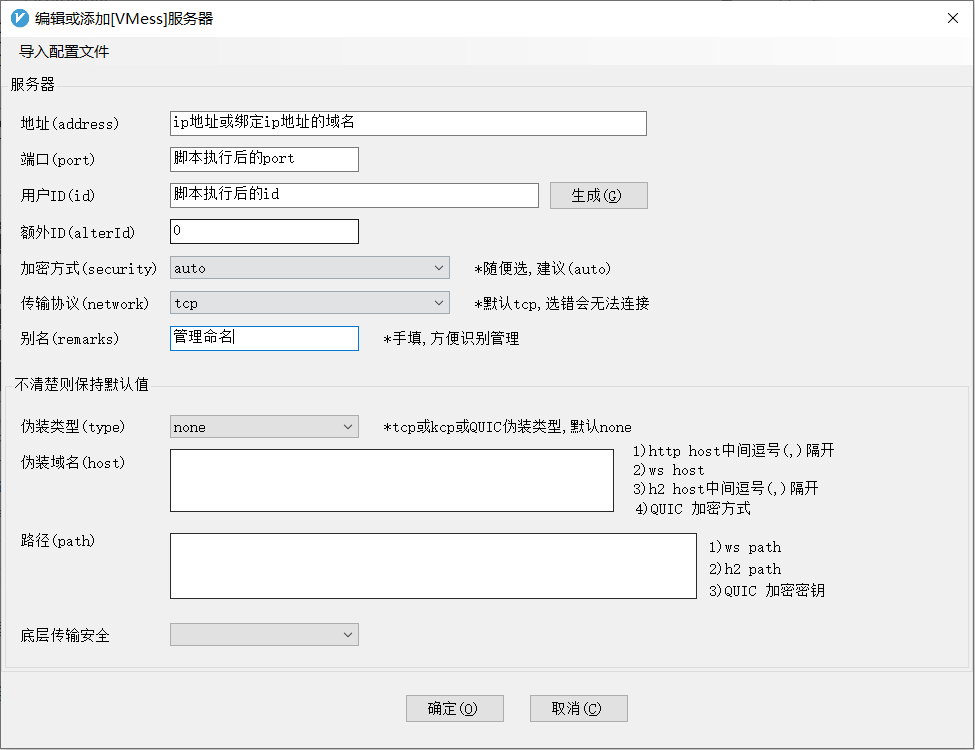 编辑或添加[VMess]服务器
导入配置文件
服务器
地址(address) ip地址或绑定ip地址的域名
端口(port) 脚本执行后的port
用户ID(id) 脚本执行后的id 生成(G)
额外ID(alterId) 0
加密方式(security) auto *随便选,建议(auto)
传输协议(network) tcp *默认tcp,选错会无法连接
别名(remarks) 管理命名 *手填,方便识别管理
不清楚则保持默认值
伪装类型(type) none *tcp或kcp或QUIC伪装类型,默认none
伪装域名(host)
1)http host中间逗号(,)隔开
2)ws host
3)h2 host中间逗号(,)隔开
4)QUIC 加密方式
路径(path)
1)ws path
2)h2 path
3)QUIC 加密密钥
底层传输安全
确定(O) 取消(C)